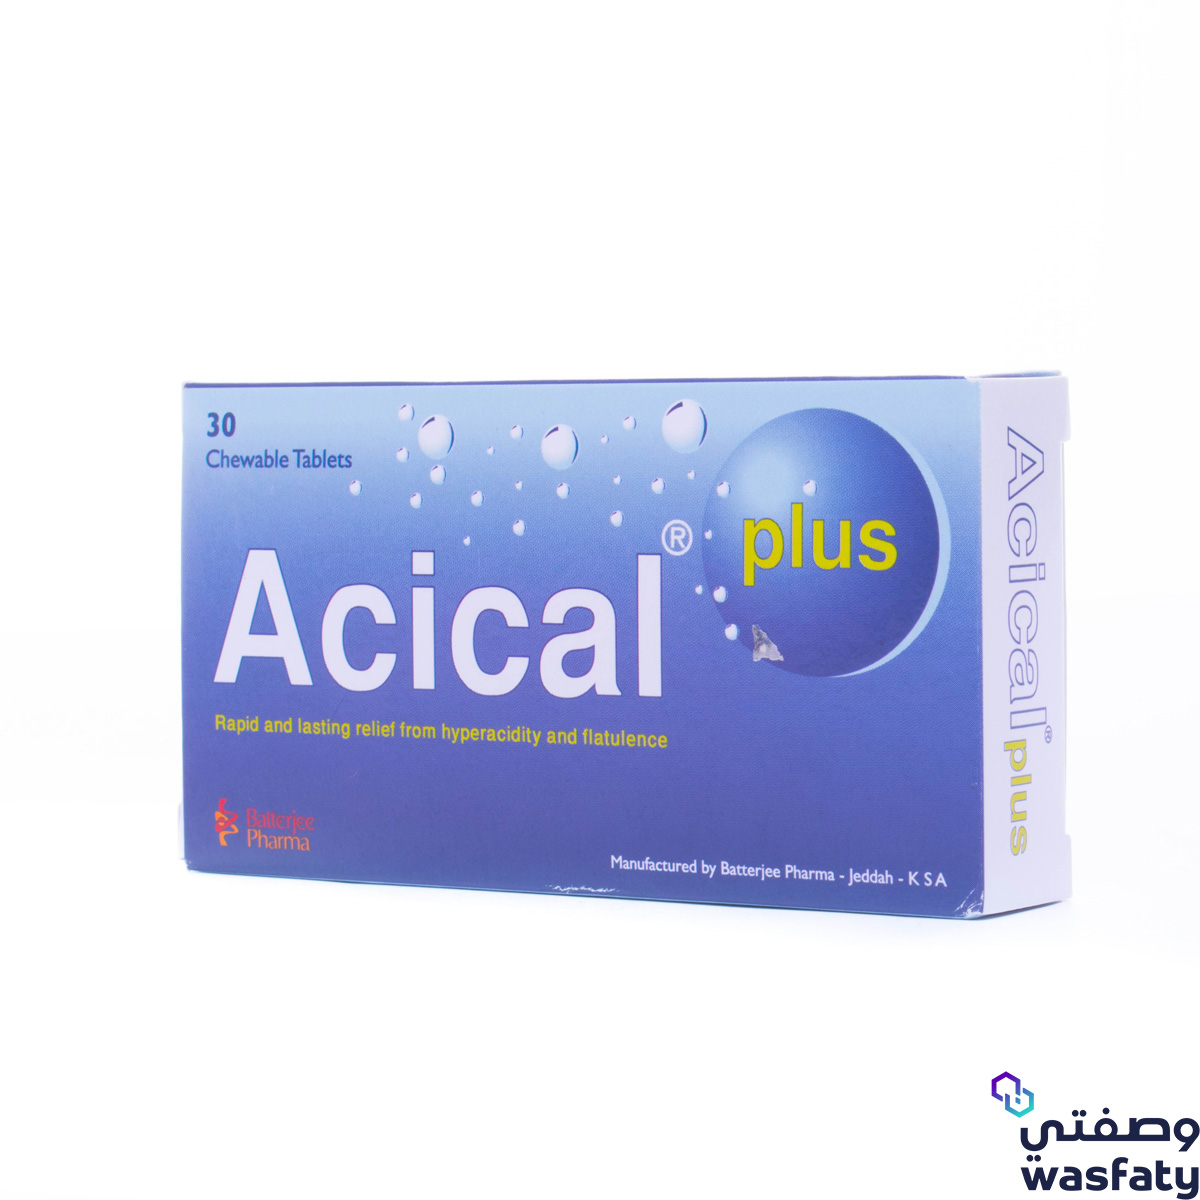 30
Chewable Tablets
Acical®
plus
Rapid and lasting relief from hyperacidity and flatulence
Batterjee
Pharma
Manufactured by Batterjee Pharma - Jeddah - K S A
Acical® plus
وصفتي
wasfaty